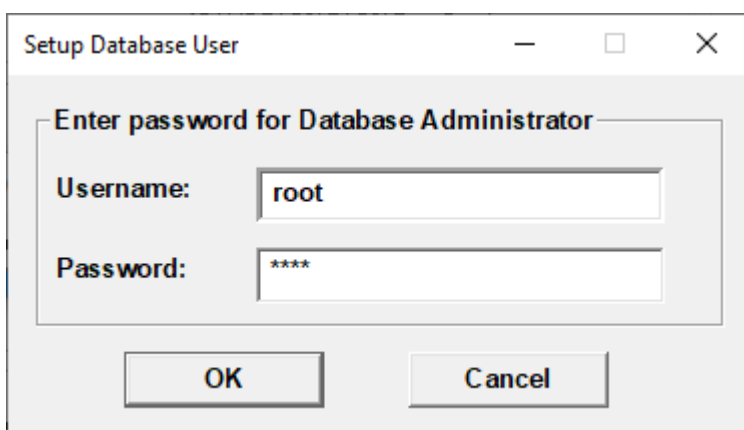 Setup Database User
Enter password for Database Administrator
Username: root
Password: ****
OK Cancel